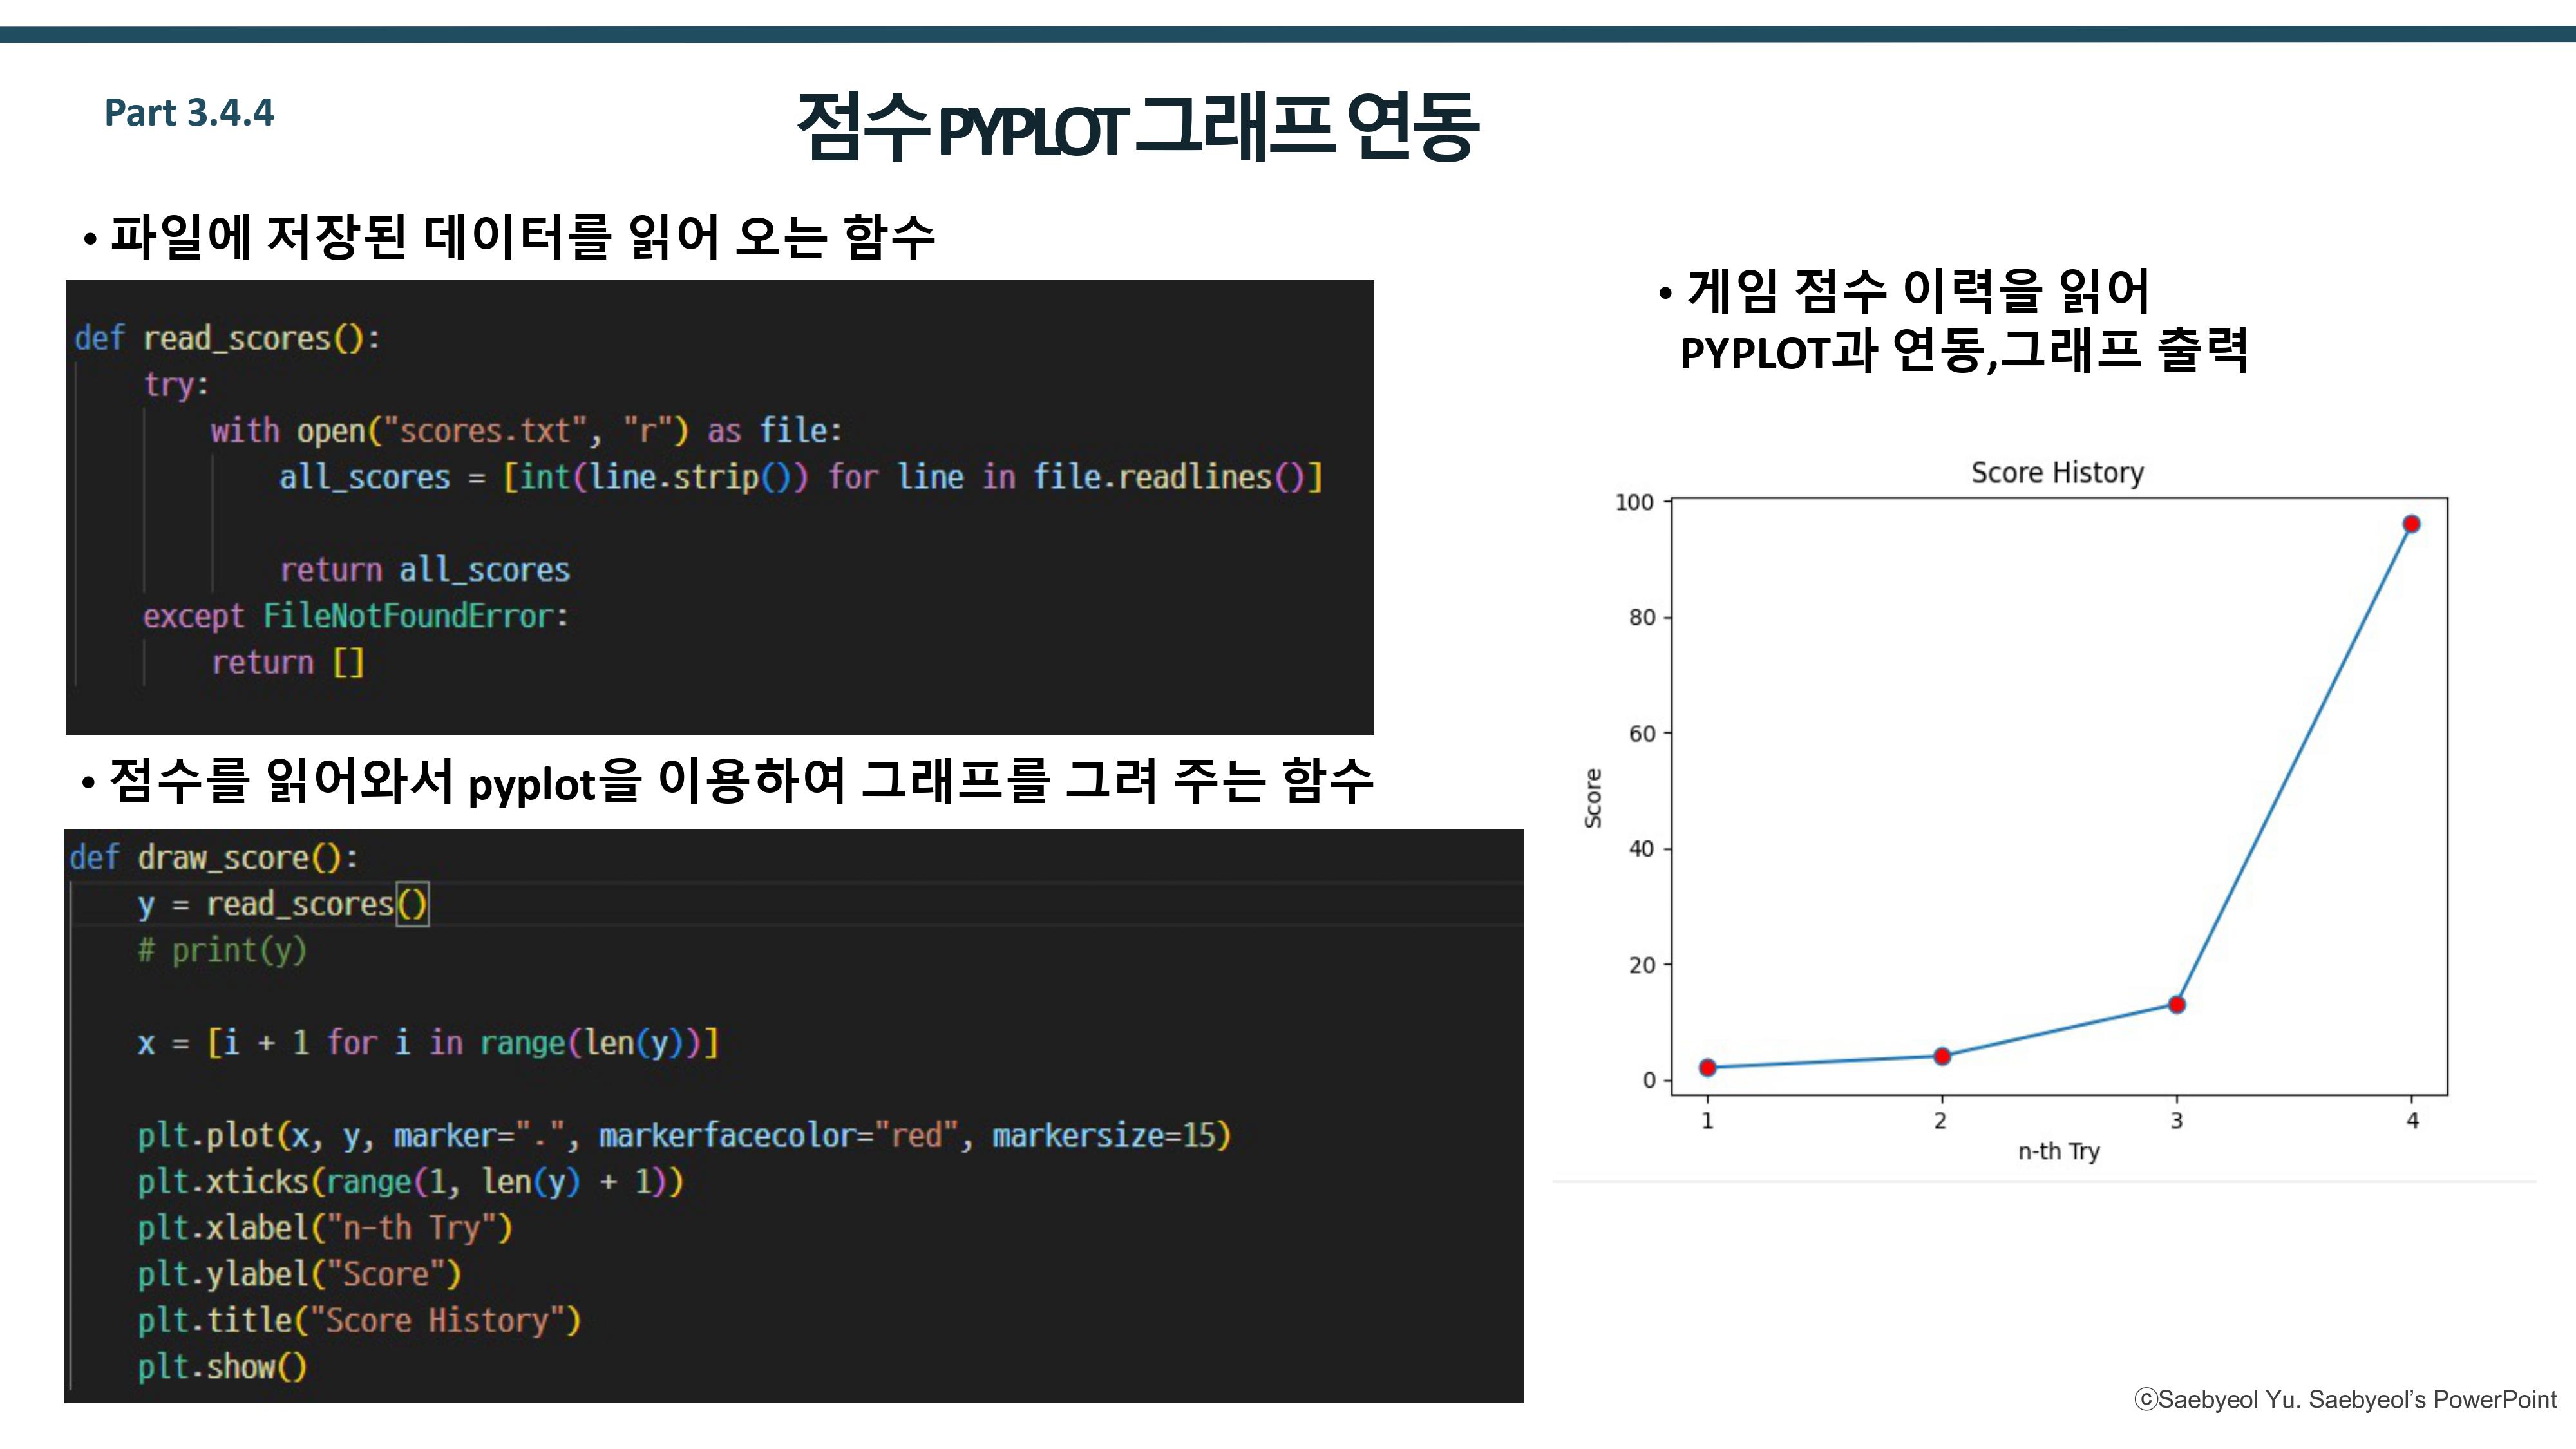 Part 3.4.4
점수 PYPLOT 그래프 연동
• 파일에 저장된 데이터를 읽어 오는 함수
def read_scores():
    try:
        with open("scores.txt", "r") as file:
            all_scores = [int(line.strip()) for line in file.readlines()]
            return all_scores
    except FileNotFoundError:
        return []
• 점수를 읽어와서 pyplot을 이용하여 그래프를 그려 주는 함수
def draw_score():
    y = read_scores()
    # print(y)
    x = [i + 1 for i in range(len(y))]
    plt.plot(x, y, marker=".", markerfacecolor="red", markersize=15)
    plt.xticks(range(1, len(y) + 1))
    plt.xlabel("n-th Try")
    plt.ylabel("Score")
    plt.title("Score History")
    plt.show()
• 게임 점수 이력을 읽어
PYPLOT과 연동,그래프 출력
Score History
100
80
60
40
20
0
Score
1 2 3 4
n-th Try
ⓒSaebyeol Yu. Saebyeol’s PowerPoint